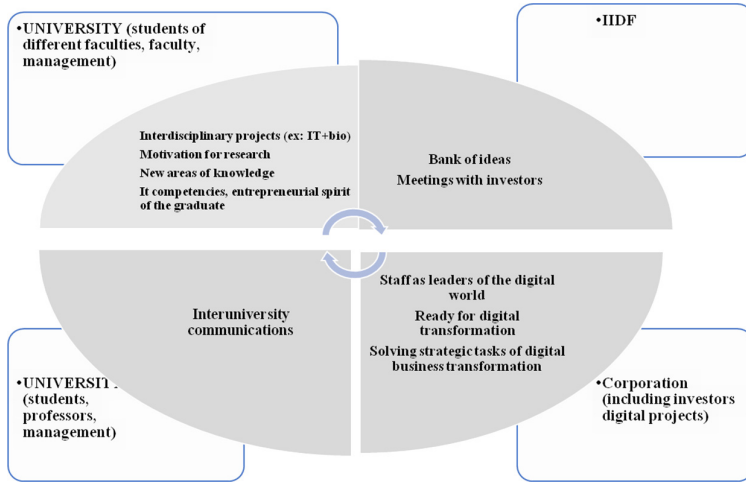 •UNIVERSITY (students of
different faculties, faculty,
management)
•IIDF
Interdisciplinary projects (ex: IT+bio)
Motivation for research
New areas of knowledge
It competencies, entrepreneurial spirit
of the graduate
Bank of ideas
Meetings with investors
Interuniversity
communications
Staff as leaders of the digital
world
Ready for digital
transformation
Solving strategic tasks of digital
business transformation
(students,
professors,
management)
•Corporation
(including investors
digital projects)